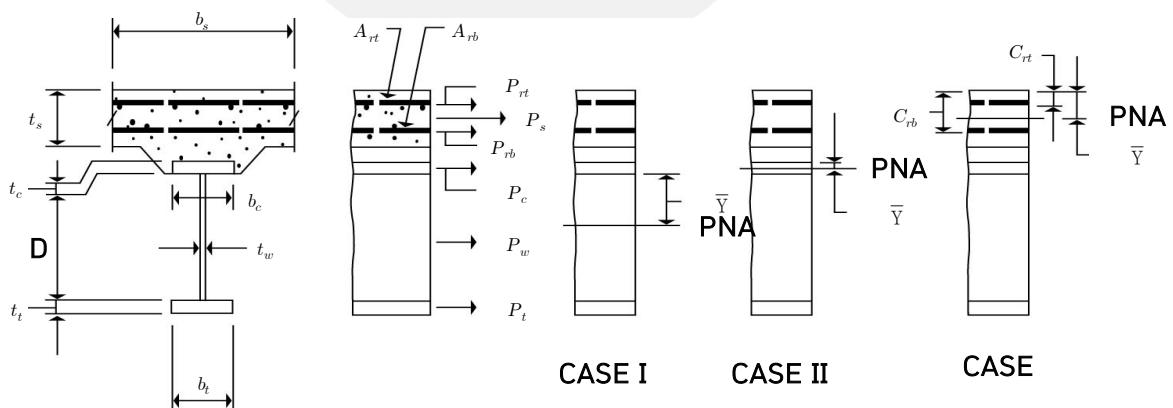 b_s
A_rt
A_rb
C_rt
P_rt
t_s
P_s
C_rb
PNA
P_rb
Y̅
PNA
t_c
b_c
P_c
Y̅
Y̅
PNA
D
t_w
P_w
t_t
P_t
CASE I
CASE II
CASE
b_t